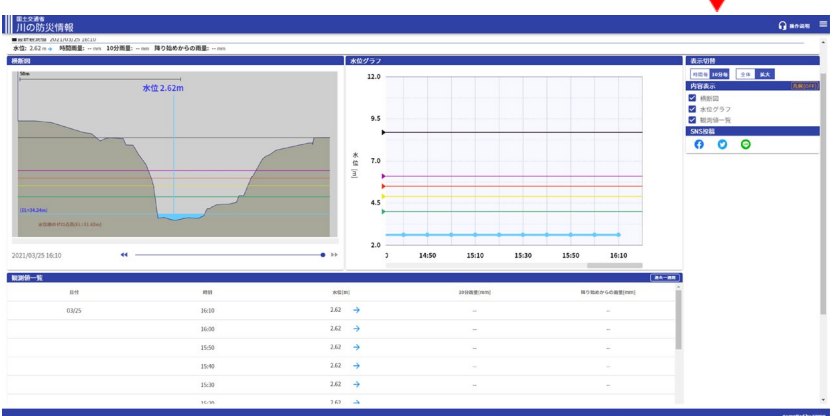 国土交通省
川の防災情報
操作説明
■最新観測値 2021/03/25 16:10
水位: 2.62 m → 時間雨量: -- mm 10分雨量: -- mm 降り始めからの雨量: -- mm
横断図
50m
水位 2.62m
2021/03/25 16:10
水位グラフ
12.0
9.5
7.0
4.5
2.0
水位 [m]
14:50 15:10 15:30 15:50 16:10
表示切替
時間毎 10分毎 全体 拡大
内容表示
横断図
水位グラフ
観測値一覧
SNS投稿
観測値一覧
日付 時刻 水位[m] 10分雨量[mm] 降り始めからの雨量[mm]
03/25 16:10 2.62 → -- --
16:00 2.62 → -- --
15:50 2.62 → -- --
15:40 2.62 → -- --
15:30 2.62 → -- --
15:20 2.62 → -- --